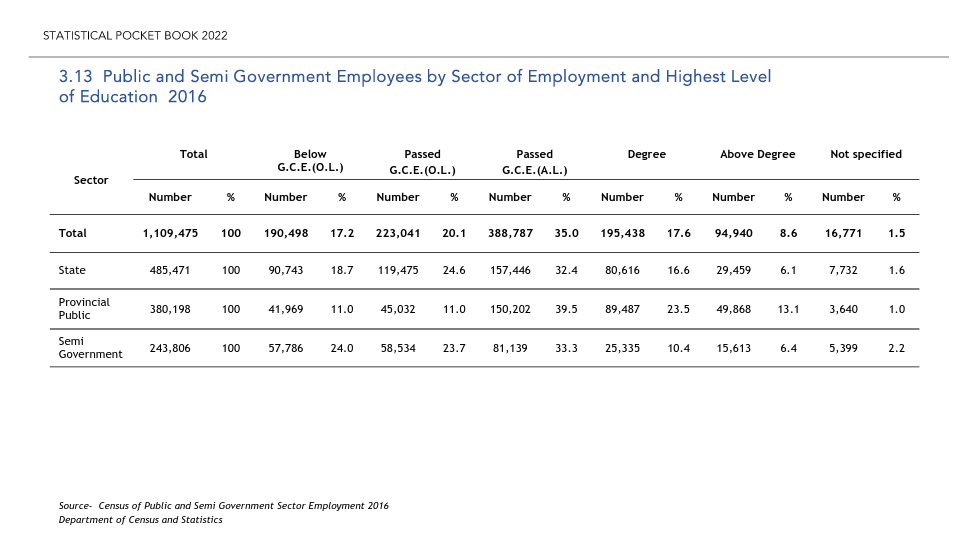 STATISTICAL POCKET BOOK 2022
3.13 Public and Semi Government Employees by Sector of Employment and Highest Level
of Education 2016
Sector Total Below G.C.E.(O.L.) Passed G.C.E.(O.L.) Passed G.C.E.(A.L.) Degree Above Degree Not specified
Number % Number % Number % Number % Number % Number % Number %
Total 1,109,475 100 190,498 17.2 223,041 20.1 388,787 35.0 195,438 17.6 94,940 8.6 16,771 1.5
State 485,471 100 90,743 18.7 119,475 24.6 157,446 32.4 80,616 16.6 29,459 6.1 7,732 1.6
Provincial Public 380,198 100 41,969 11.0 45,032 11.0 150,202 39.5 89,487 23.5 49,868 13.1 3,640 1.0
Semi Government 243,806 100 57,786 24.0 58,534 23.7 81,139 33.3 25,335 10.4 15,613 6.4 5,399 2.2
Source- Census of Public and Semi Government Sector Employment 2016
Department of Census and Statistics